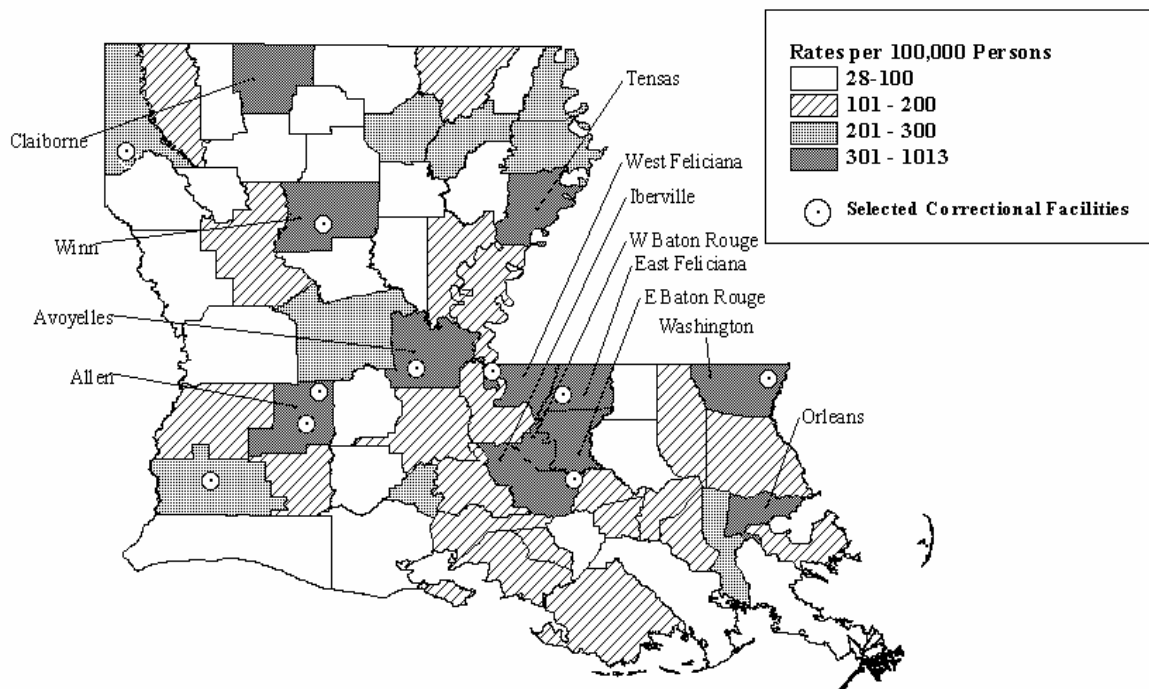 Rates per 100,000 Persons
28-100
101 - 200
201 - 300
301 - 1013
Selected Correctional Facilities
Tensas
Claiborne
West Feliciana
Iberville
Winn
W Baton Rouge
East Feliciana
E Baton Rouge
Avoyelles
Washington
Allen
Orleans